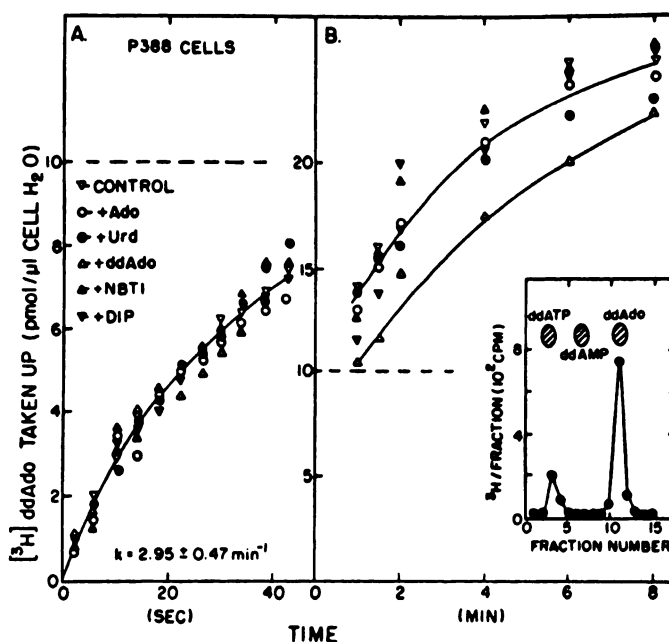 A.
P388 CELLS
B.
[³H] ddAdo TAKEN UP (pmol/µl CELL H₂O)
10
8
6
4
2
0
▽ CONTROL
○ +Ado
● +Urd
△ +ddAdo
▲ +NBTI
▼ +DIP
k = 2.95 ± 0.47 min⁻¹
0 20 40
(SEC)
20
15
10
5
0 2 4 6 8
(MIN)
TIME
ddATP ddAdo
ddAMP
³H/FRACTION (10² CPM)
8
4
0
0 5 10 15
FRACTION NUMBER